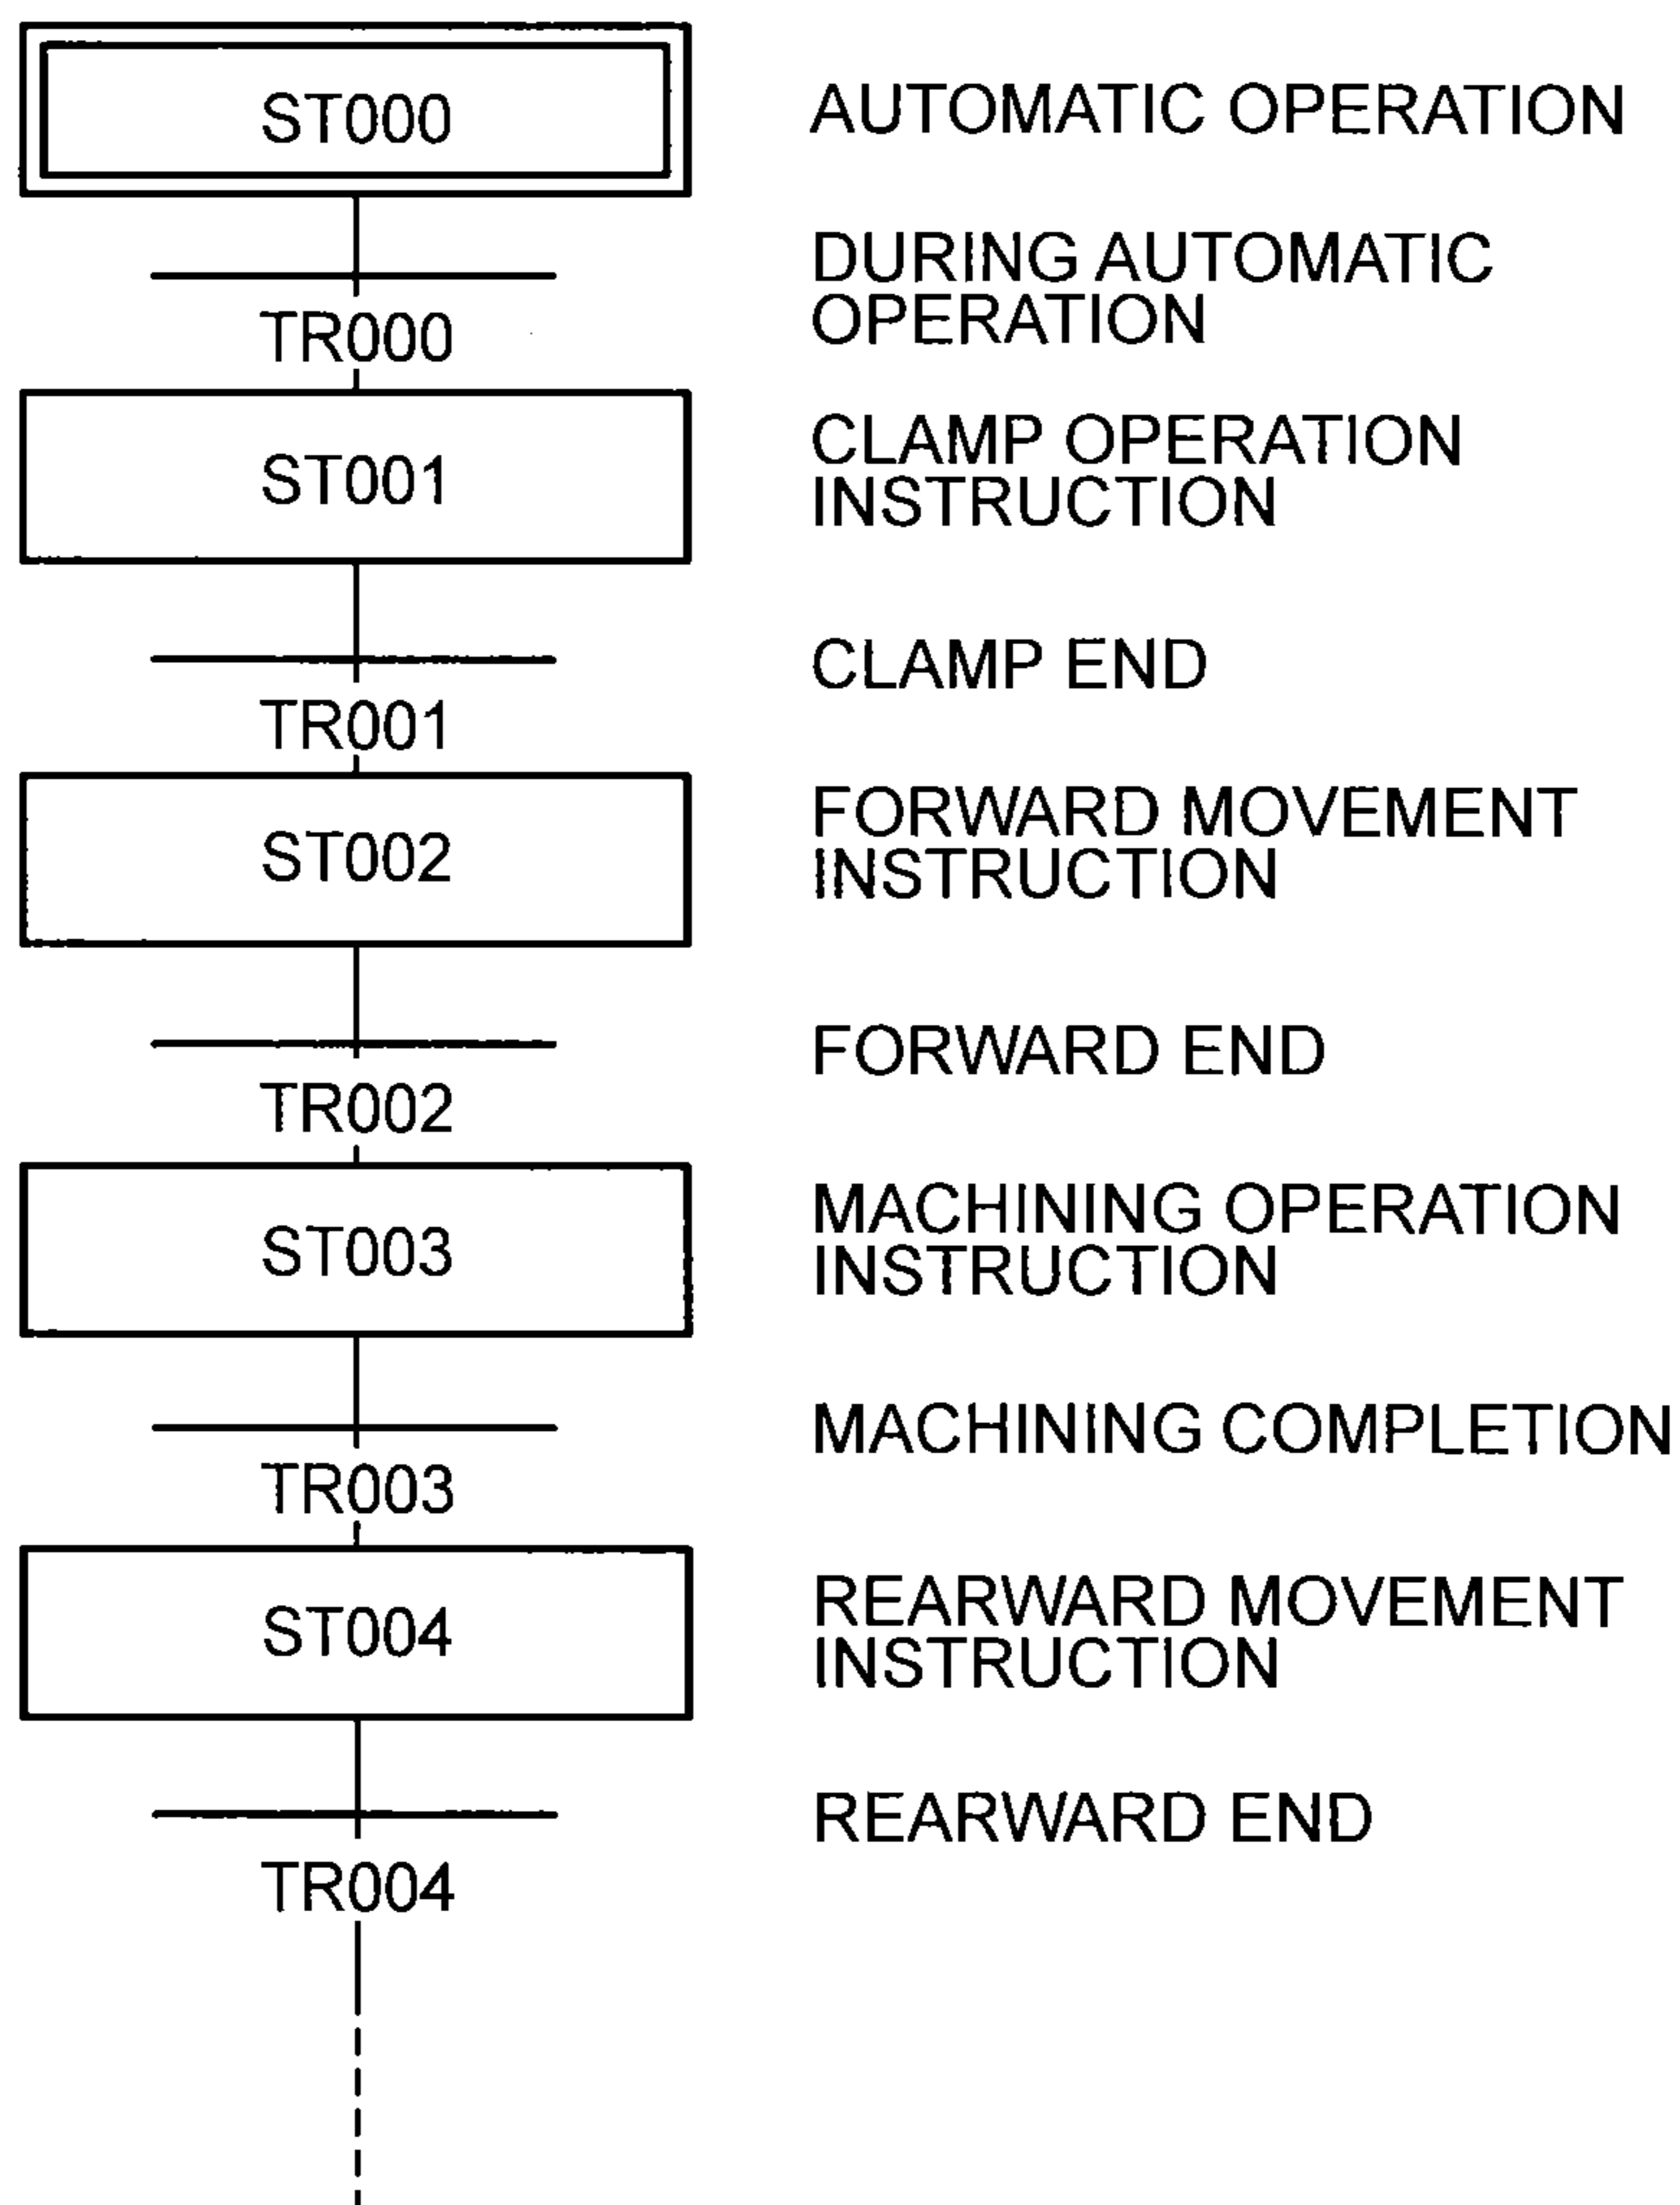 ST000
AUTOMATIC OPERATION
DURING AUTOMATIC
OPERATION
TR000
ST001
CLAMP OPERATION
INSTRUCTION
CLAMP END
TR001
ST002
FORWARD MOVEMENT
INSTRUCTION
FORWARD END
TR002
ST003
MACHINING OPERATION
INSTRUCTION
MACHINING COMPLETION
TR003
ST004
REARWARD MOVEMENT
INSTRUCTION
REARWARD END
TR004